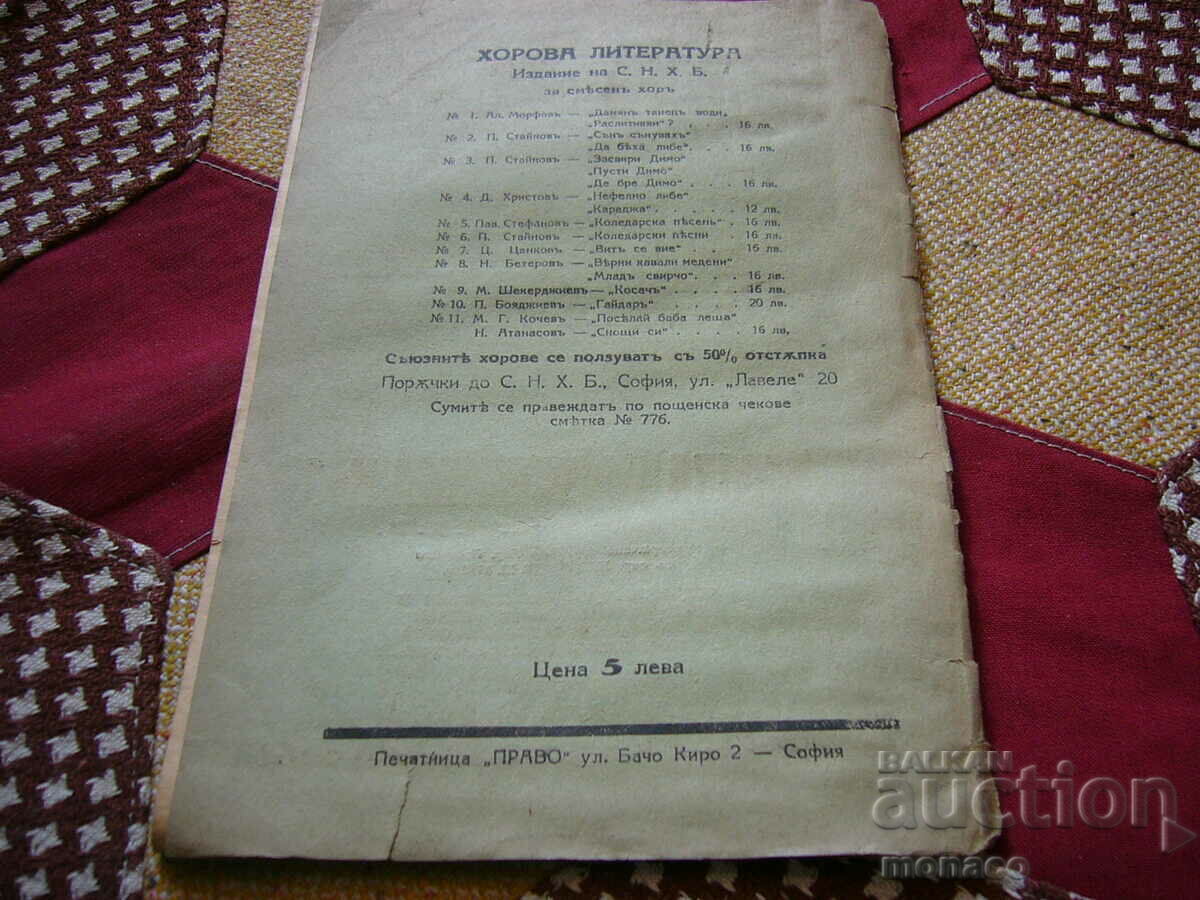 ХОРОВА ЛИТЕРАТУРА
Издание на С. Н. Х. Б.
за смѣсенъ хоръ
№ 1. Ал. Морфовъ — „Данянъ танецъ води,
„Распитвани“? . . . 16 лв.
№ 2. П. Стайновъ — „Сънъ сънувахъ“
„Да бѣха либе“. . . 16 лв.
№ 3. П. Стайновъ — „Засвири Димо“
„Пусти Димо“
„Де бре Димо“ . . . 16 лв.
№ 4. Д. Христовъ — „Нефелно либе“
„Караджа“ . . . . . 12 лв.
№ 5. Пав. Стефановъ — „Коледарска пѣсень“ . 16 лв.
№ 6. П. Стайновъ — „Коледарски пѣсни . 16 лв.
№ 7. Ц. Цанковъ — „Витъ се вие“ . . . 16 лв.
№ 8. Н. Бетеровъ — „Вѣрни кавали медени“
„Младъ свирчо“. . . 16 лв.
№ 9. М. Шекерджиевъ — „Косачъ“. . . . . 16 лв.
№ 10. П. Бояджиевъ — „Гайдаръ“ . . . . 20 лв.
№ 11. М. Г. Кочевъ — „Посѣлай баба леща“
Н. Атанасовъ — „Снощи си“ . . . . 16 лв,
Съюзнитѣ хорове се ползуватъ съ 50% отстѫпка
Порѫчки до С. Н. Х. Б., София, ул. „Лавеле“ 20
Сумитѣ се правеждатъ по пощенска чекове
смѣтка № 776.
Цена 5 лева
Печатница „ПРАВО“ ул. Бачо Киро 2 — София
BALKAN
auction
monaco